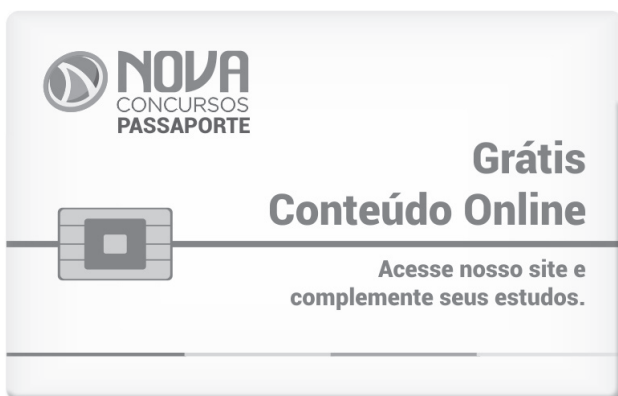 NOVA
CONCURSOS
PASSAPORTE
Grátis
Conteúdo Online
Acesse nosso site e
complemente seus estudos.